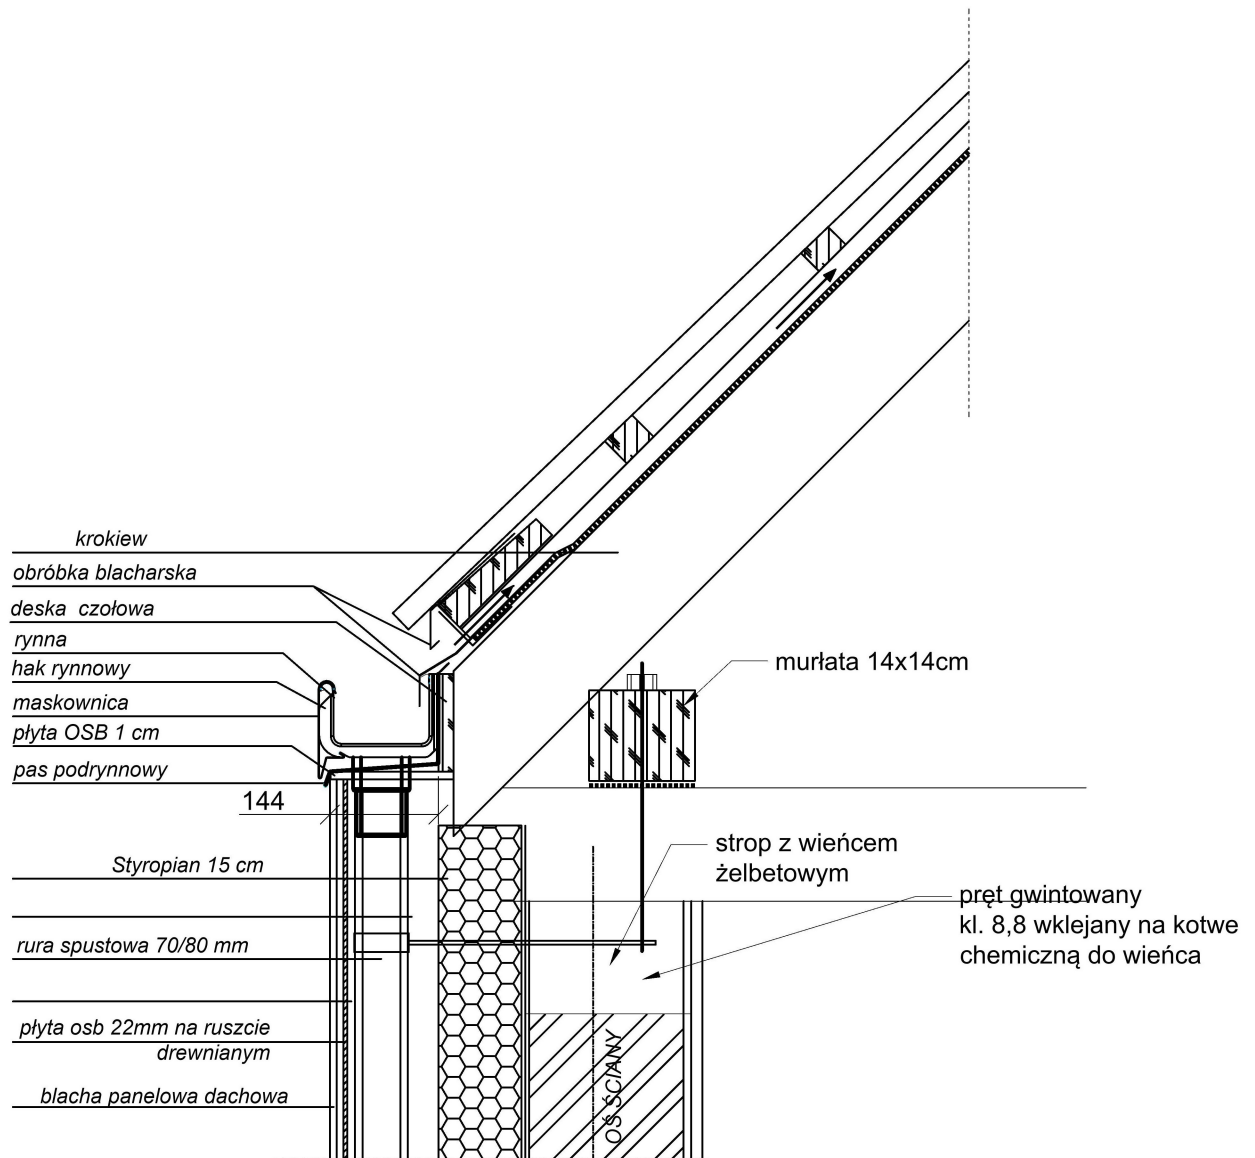 krokiew
obróbka blacharska
deska czołowa
rynna
hak rynnowy
maskownica
płyta OSB 1 cm
pas podrynnowy
144
Styropian 15 cm
rura spustowa 70/80 mm
płyta osb 22mm na ruszcie
drewnianym
blacha panelowa dachowa
murłata 14x14cm
strop z wieńcem
żelbetowym
pręt gwintowany
kl. 8,8 wklejany na kotwe
chemiczną do wieńca
OŚ ŚCIANY